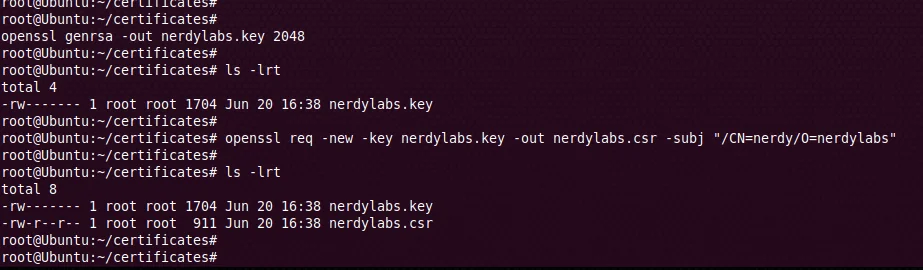 root@Ubuntu:~/certificates#
root@Ubuntu:~/certificates#
openssl genrsa -out nerdylabs.key 2048
root@Ubuntu:~/certificates#
root@Ubuntu:~/certificates# ls -lrt
total 4
-rw------- 1 root root 1704 Jun 20 16:38 nerdylabs.key
root@Ubuntu:~/certificates#
root@Ubuntu:~/certificates# openssl req -new -key nerdylabs.key -out nerdylabs.csr -subj "/CN=nerdy/O=nerdylabs"
root@Ubuntu:~/certificates#
root@Ubuntu:~/certificates# ls -lrt
total 8
-rw------- 1 root root 1704 Jun 20 16:38 nerdylabs.key
-rw-r--r-- 1 root root  911 Jun 20 16:38 nerdylabs.csr
root@Ubuntu:~/certificates#
root@Ubuntu:~/certificates#